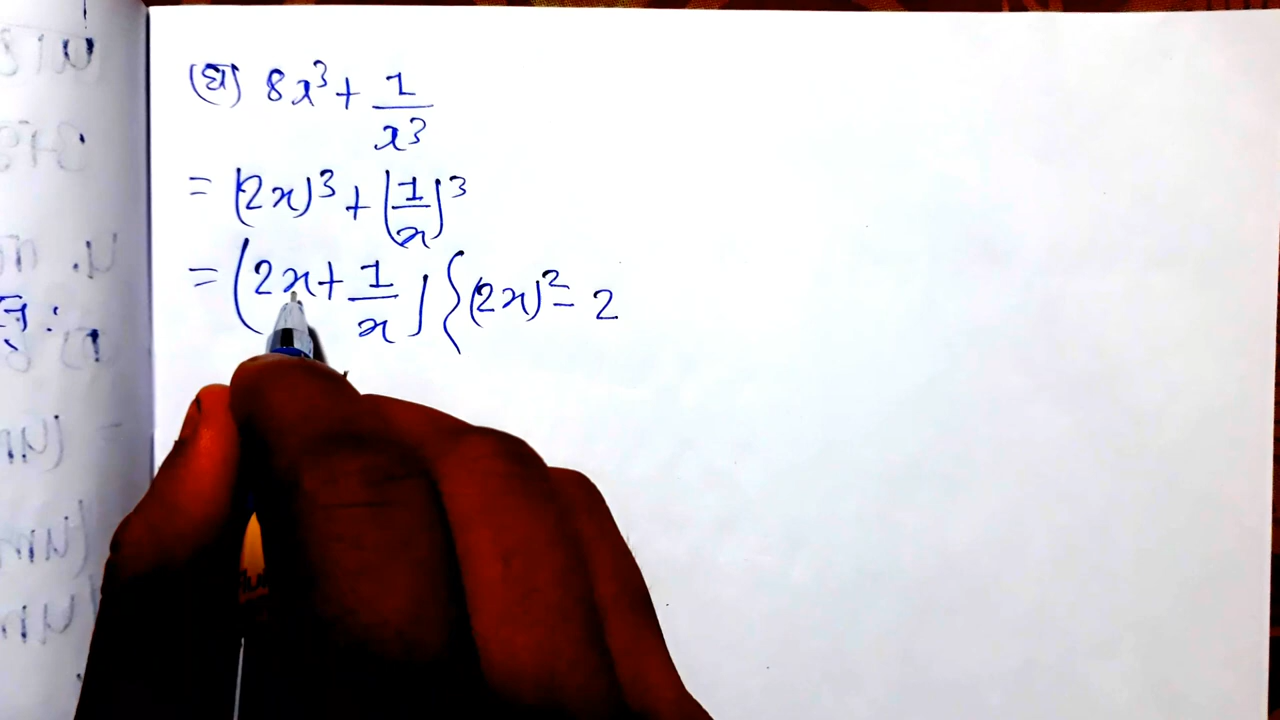 (घ) 8x³ + 1/x³
= (2x)³ + (1/x)³
= (2x + 1/x) {(2x)² - 2